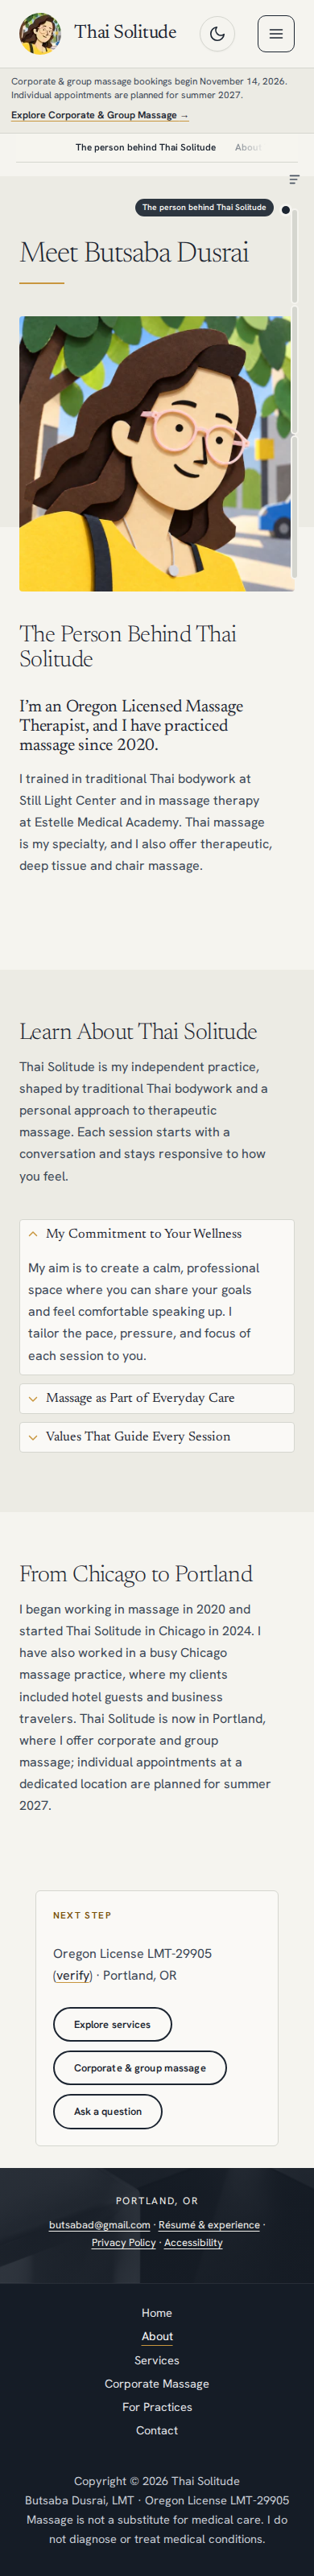 Thai Solitude
Corporate & group massage bookings begin November 14, 2026.
Individual appointments are planned for summer 2027.
Explore Corporate & Group Massage →
The person behind Thai Solitude About
The person behind Thai Solitude
Meet Butsaba Dusrai
The Person Behind Thai
Solitude
I’m an Oregon Licensed Massage
Therapist, and I have practiced
massage since 2020.
I trained in traditional Thai bodywork at
Still Light Center and in massage therapy
at Estelle Medical Academy. Thai massage
is my specialty, and I also offer therapeutic,
deep tissue and chair massage.
Learn About Thai Solitude
Thai Solitude is my independent practice,
shaped by traditional Thai bodywork and a
personal approach to therapeutic
massage. Each session starts with a
conversation and stays responsive to how
you feel.
My Commitment to Your Wellness
My aim is to create a calm, professional
space where you can share your goals
and feel comfortable speaking up. I
tailor the pace, pressure, and focus of
each session to you.
Massage as Part of Everyday Care
Values That Guide Every Session
From Chicago to Portland
I began working in massage in 2020 and
started Thai Solitude in Chicago in 2024. I
have also worked in a busy Chicago
massage practice, where my clients
included hotel guests and business
travelers. Thai Solitude is now in Portland,
where I offer corporate and group
massage; individual appointments at a
dedicated location are planned for summer
2027.
NEXT STEP
Oregon License LMT-29905
(verify) · Portland, OR
Explore services
Corporate & group massage
Ask a question
PORTLAND, OR
butsabad@gmail.com · Résumé & experience ·
Privacy Policy · Accessibility
Home
About
Services
Corporate Massage
For Practices
Contact
Copyright © 2026 Thai Solitude
Butsaba Dusrai, LMT · Oregon License LMT-29905
Massage is not a substitute for medical care. I do
not diagnose or treat medical conditions.